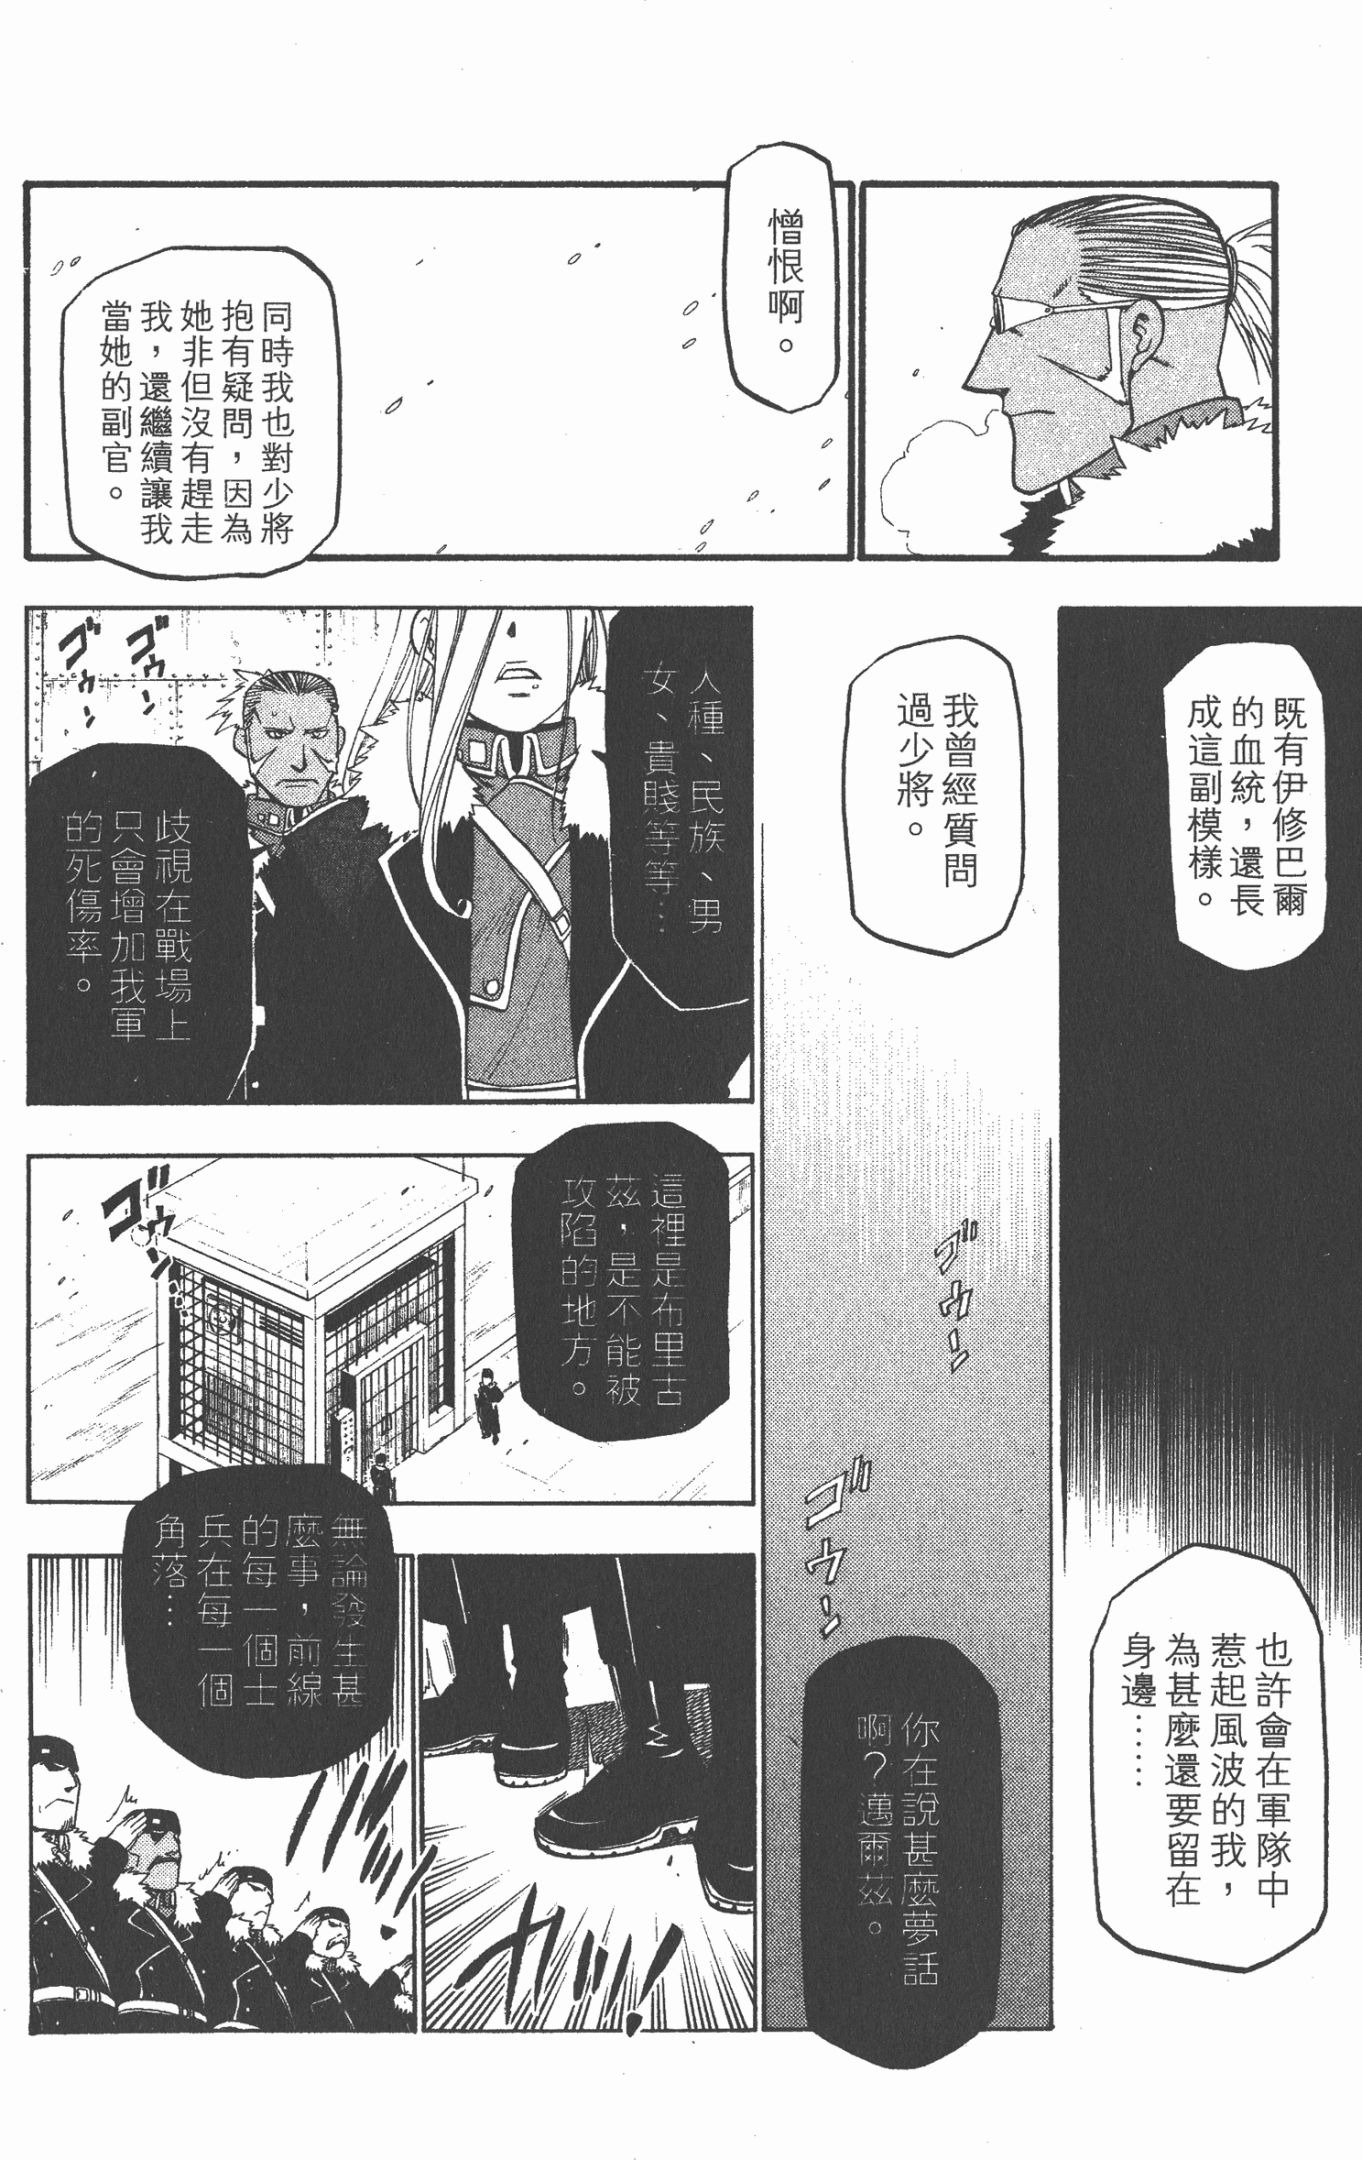 憎恨啊。
同時我也對少將
抱有疑問，因為
她非但沒有趕走
我，還繼續讓我
當她的副官。
既有伊修巴爾
的血統，還長
成這副模樣。
也許會在軍隊中
惹起風波的我，
為甚麼還要留在
身邊……
我曾經質問
過少將。
ゴゥン
ゴゥン
你在說甚麼夢話
啊？邁爾茲。
人種、民族、男
女、貴賤等等…
ゴゥン
ゴゥン
歧視在戰場上
只會增加我軍
的死傷率。
這裡是布里古
茲，是不能被
攻陷的地方。
ゴゥン
無論發生甚
麼事，前線
的每一個士
兵在每一個
角落…